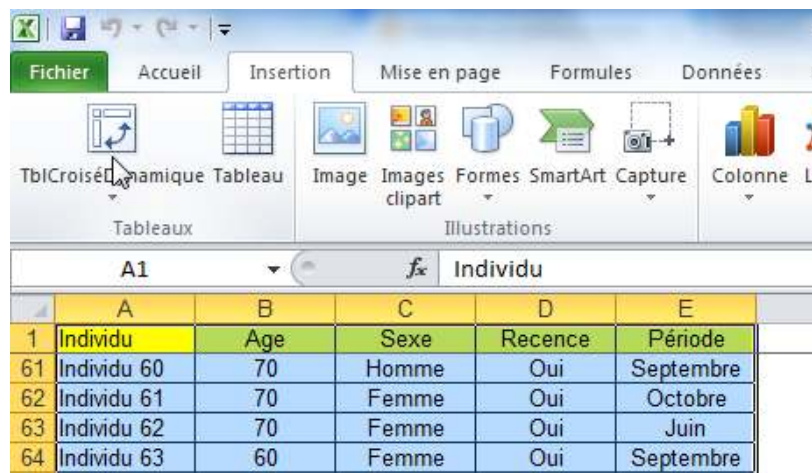 Fichier Accueil Insertion Mise en page Formules Données
TblCroiséDynamique Tableau Image Images clipart Formes SmartArt Capture Colonne L
Tableaux Illustrations
A1 fx Individu
A B C D E
1 Individu Age Sexe Recence Période
61 Individu 60 70 Homme Oui Septembre
62 Individu 61 70 Femme Oui Octobre
63 Individu 62 70 Femme Oui Juin
64 Individu 63 60 Femme Oui Septembre